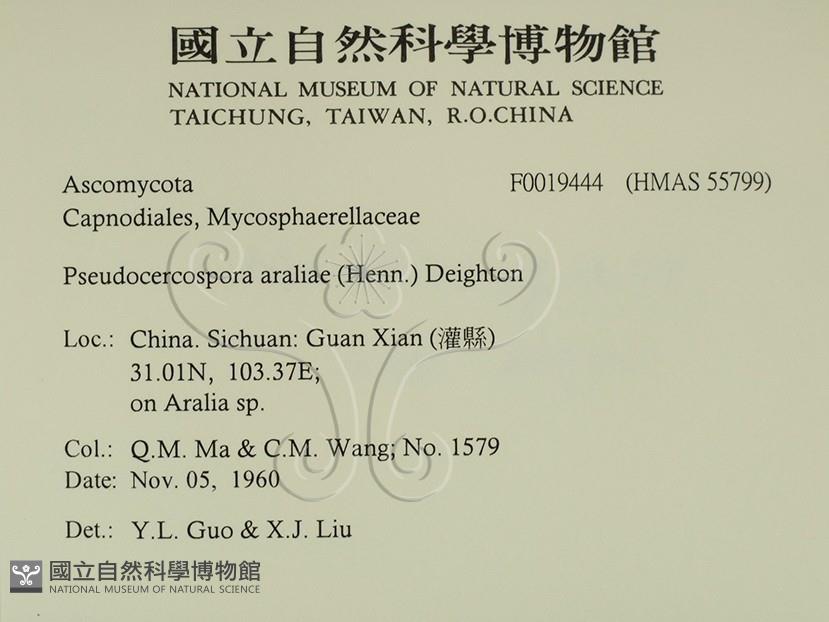 國立自然科學博物館
NATIONAL MUSEUM OF NATURAL SCIENCE
TAICHUNG, TAIWAN, R.O.CHINA
Ascomycota F0019444 (HMAS 55799)
Capnodiales, Mycosphaerellaceae
Pseudocercospora araliae (Henn.) Deighton
Loc.: China. Sichuan: Guan Xian (灌縣)
31.01N, 103.37E;
on Aralia sp.
Col.: Q.M. Ma & C.M. Wang; No. 1579
Date: Nov. 05, 1960
Det.: Y.L. Guo & X.J. Liu
國立自然科學博物館
NATIONAL MUSEUM OF NATURAL SCIENCE